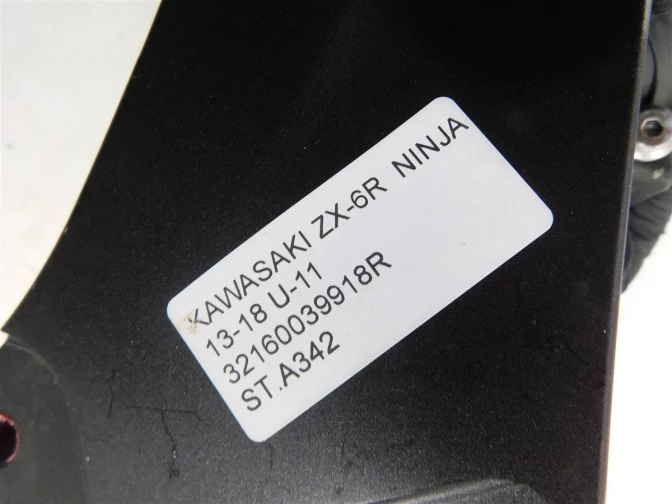 KAWASAKI ZX-6R NINJA
13-18 U-11
32160039918R
ST.A342